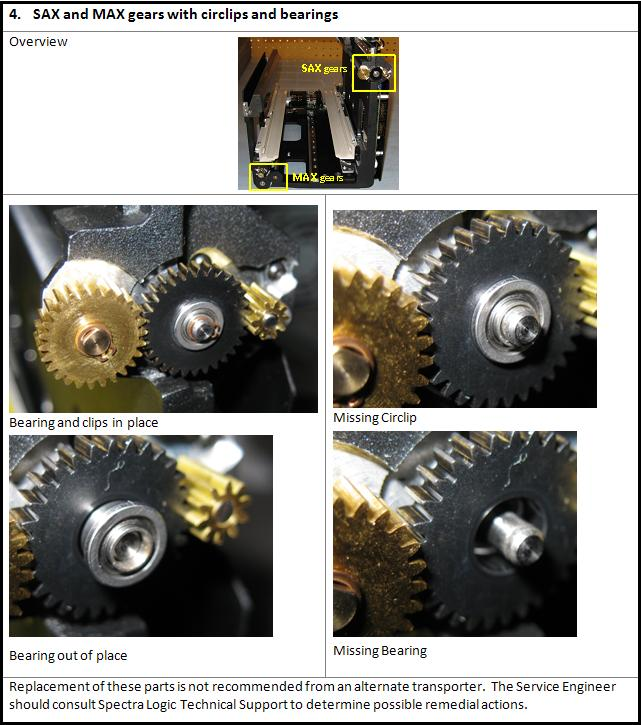 4. SAX and MAX gears with circlips and bearings
Overview
SAX gears
MAX gears
Bearing and clips in place
Missing Circlip
Bearing out of place
Missing Bearing
Replacement of these parts is not recommended from an alternate transporter. The Service Engineer
should consult Spectra Logic Technical Support to determine possible remedial actions.